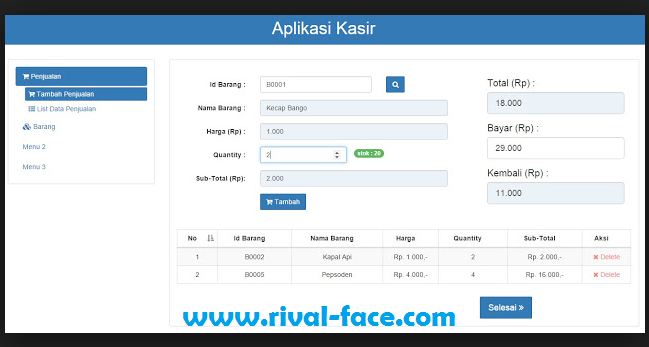 Aplikasi Kasir
Penjualan
Tambah Penjualan
List Data Penjualan
Barang
Menu 2
Menu 3
Id Barang : B0001
Nama Barang : Kecap Bango
Harga (Rp) : 1.000
Quantity : 2 stok : 20
Sub-Total (Rp): 2.000
Tambah
Total (Rp) :
18.000
Bayar (Rp) :
29.000
Kembali (Rp) :
11.000
No Id Barang Nama Barang Harga Quantity Sub-Total Aksi
1 B0002 Kapal Api Rp. 1.000,- 2 Rp. 2.000,- Delete
2 B0005 Pepsoden Rp. 4.000,- 4 Rp. 16.000,- Delete
Selesai »
www.rival-face.com